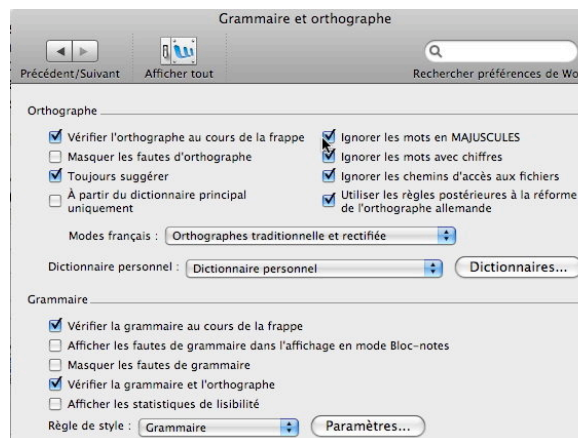 Grammaire et orthographe
Précédent/Suivant Afficher tout Rechercher préférences de Wo
Orthographe
Vérifier l'orthographe au cours de la frappe Ignorer les mots en MAJUSCULES
Masquer les fautes d'orthographe Ignorer les mots avec chiffres
Toujours suggérer Ignorer les chemins d'accès aux fichiers
À partir du dictionnaire principal Utiliser les règles postérieures à la réforme
uniquement de l'orthographe allemande
Modes français : Orthographes traditionnelle et rectifiée
Dictionnaire personnel : Dictionnaire personnel Dictionnaires...
Grammaire
Vérifier la grammaire au cours de la frappe
Afficher les fautes de grammaire dans l'affichage en mode Bloc-notes
Masquer les fautes de grammaire
Vérifier la grammaire et l'orthographe
Afficher les statistiques de lisibilité
Règle de style : Grammaire Paramètres...